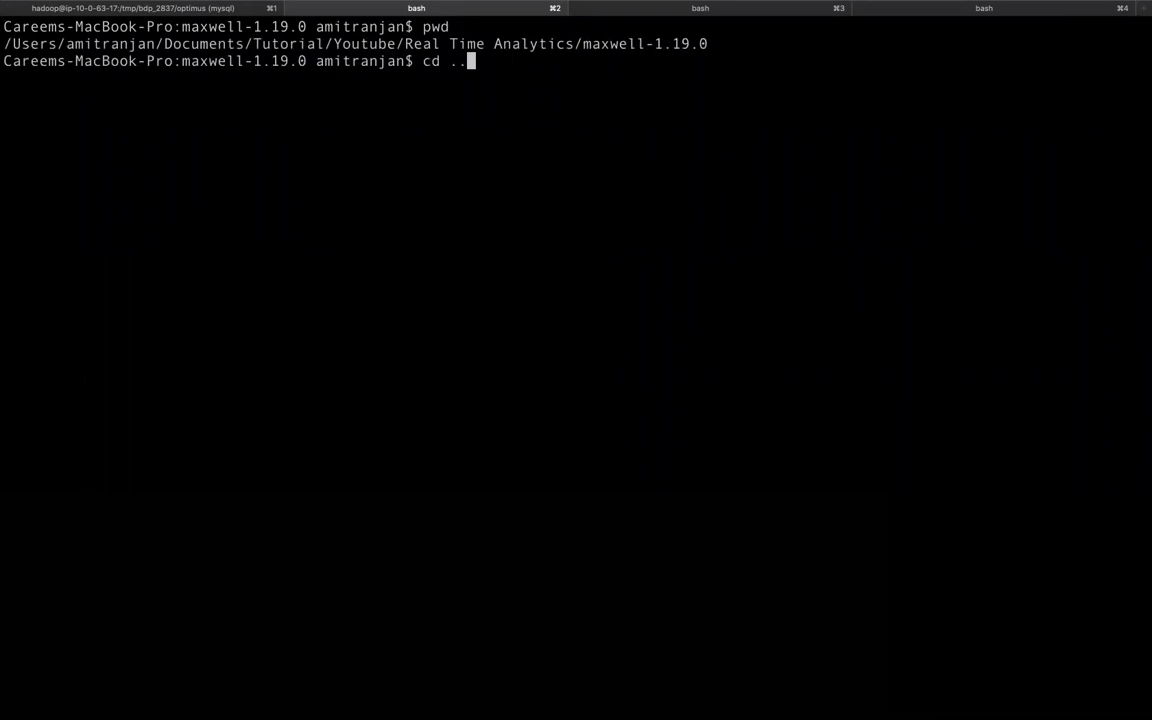 hadoop@ip-10-0-63-17:/tmp/bdp_2837/optimus (mysql) ⌘1 bash ⌘2 bash ⌘3 bash ⌘4
Careems-MacBook-Pro:maxwell-1.19.0 amitranjan$ pwd
/Users/amitranjan/Documents/Tutorial/Youtube/Real Time Analytics/maxwell-1.19.0
Careems-MacBook-Pro:maxwell-1.19.0 amitranjan$ cd ..